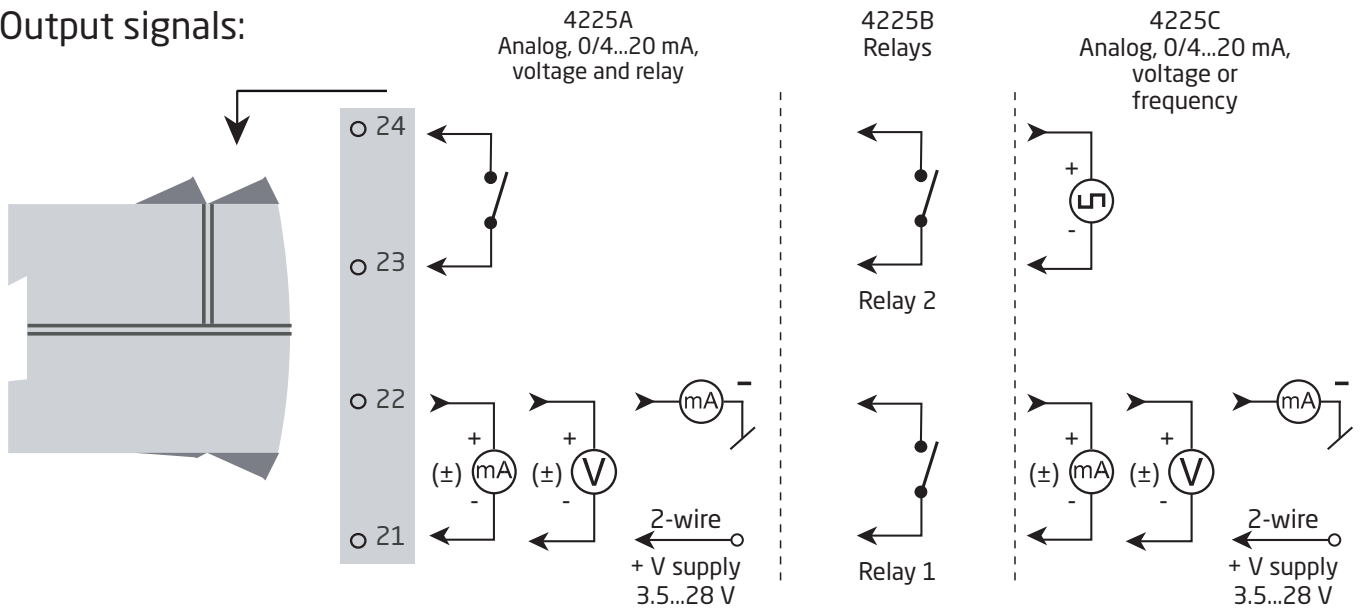 Output signals:
4225A
Analog, 0/4...20 mA,
voltage and relay
4225B
Relays
4225C
Analog, 0/4...20 mA,
voltage or
frequency
24
23
22
21
+
(±) mA
-
+
(±) V
-
mA -
2-wire
+ V supply
3.5...28 V
Relay 2
Relay 1
+
-
+
(±) mA
-
+
(±) V
-
mA -
2-wire
+ V supply
3.5...28 V